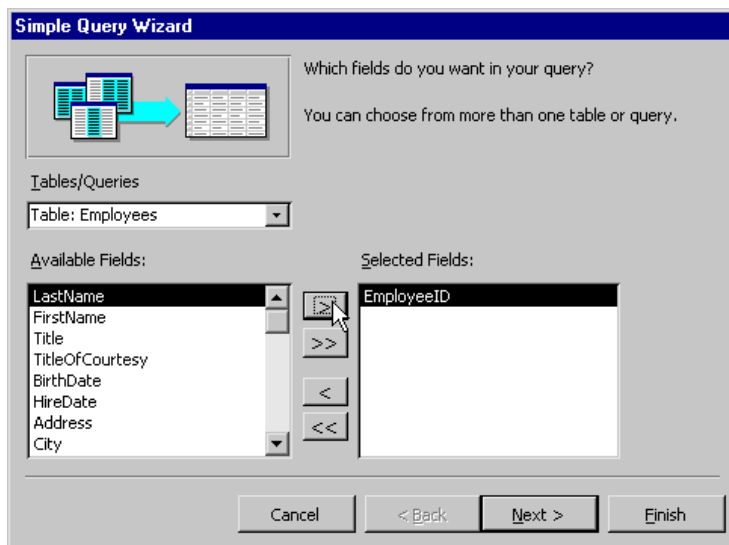 Simple Query Wizard
Which fields do you want in your query?
You can choose from more than one table or query.
Tables/Queries
Table: Employees
Available Fields:
Selected Fields:
LastName
FirstName
Title
TitleOfCourtesy
BirthDate
HireDate
Address
City
>
>>
<
<<
EmployeeID
Cancel
< Back
Next >
Finish